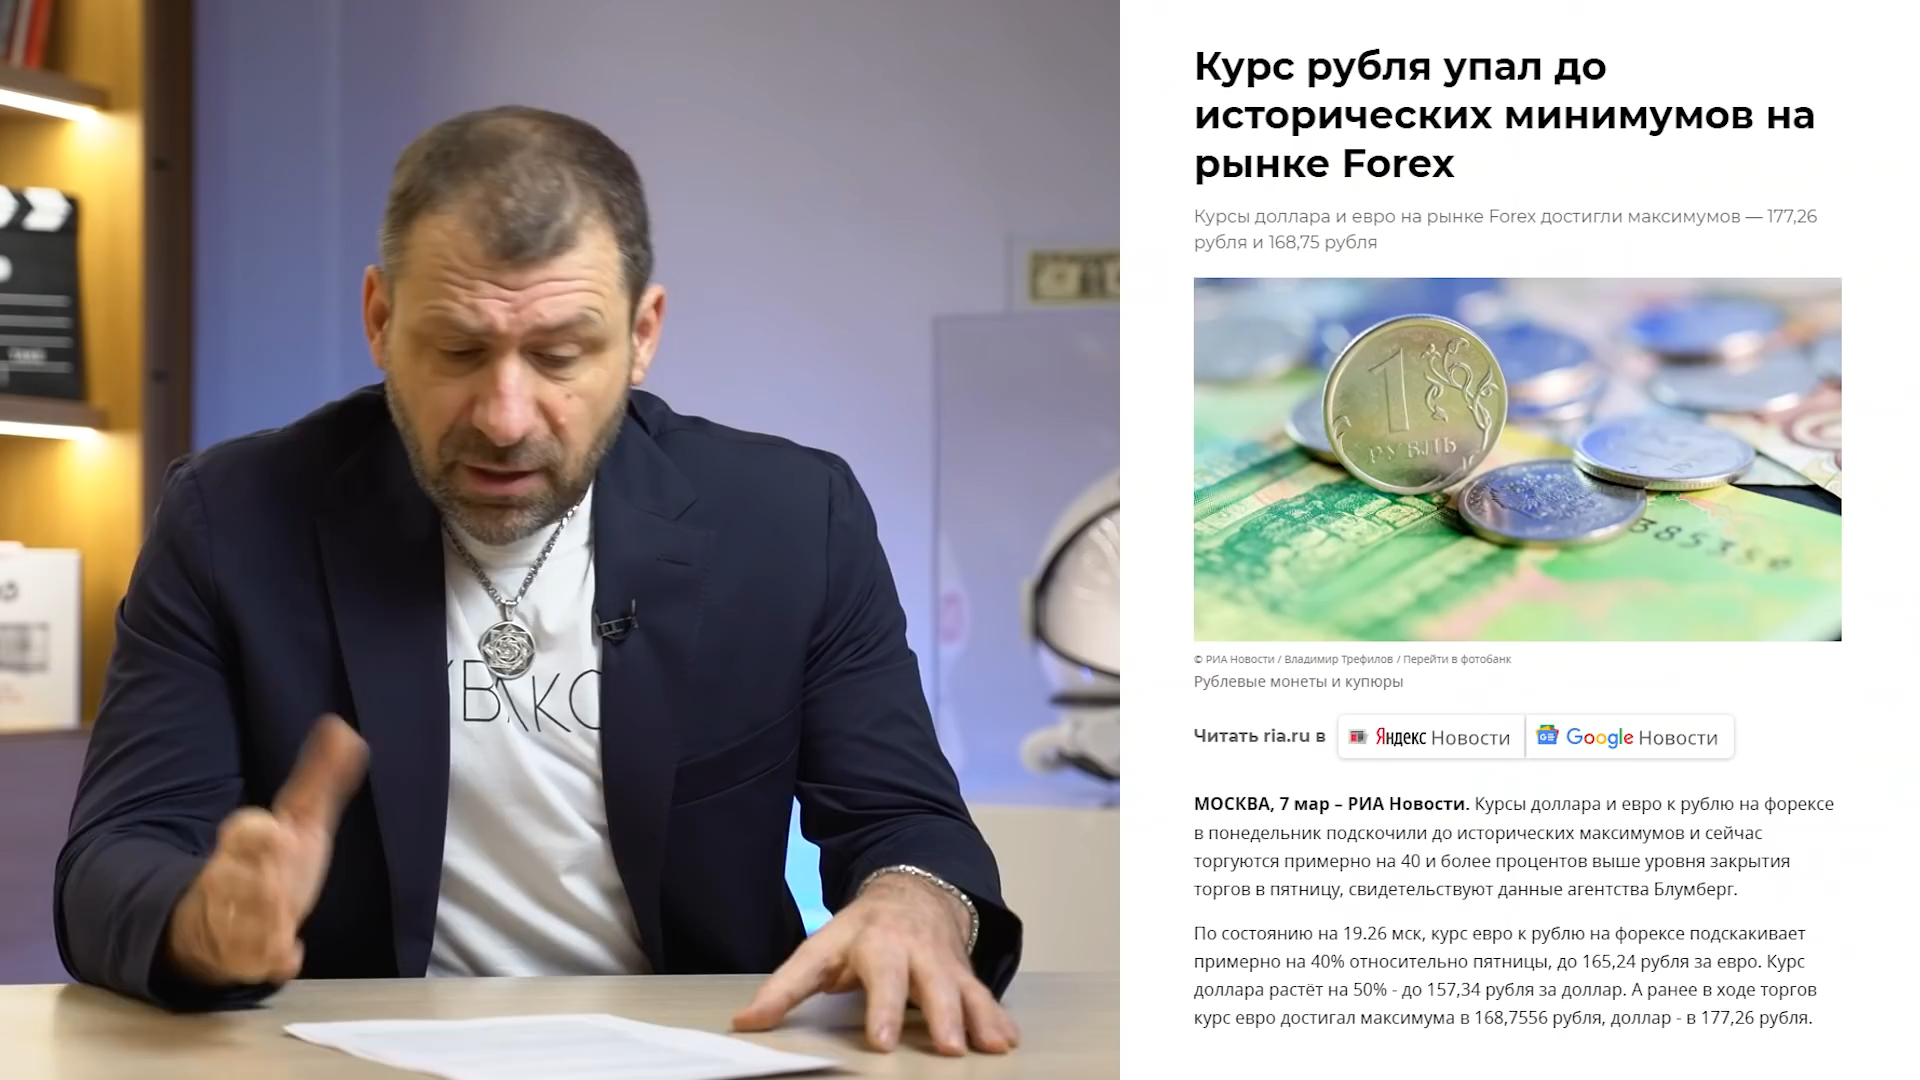 Курс рубля упал до
исторических минимумов на
рынке Forex
Курсы доллара и евро на рынке Forex достигли максимумов — 177,26
рубля и 168,75 рубля
1
РУБЛЬ
© РИА Новости / Владимир Трефилов / Перейти в фотобанк
Рублевые монеты и купюры
Читать ria.ru в Яндекс Новости GE Google Новости
МОСКВА, 7 мар – РИА Новости. Курсы доллара и евро к рублю на форексе
в понедельник подскочили до исторических максимумов и сейчас
торгуются примерно на 40 и более процентов выше уровня закрытия
торгов в пятницу, свидетельствуют данные агентства Блумберг.
По состоянию на 19.26 мск, курс евро к рублю на форексе подскакивает
примерно на 40% относительно пятницы, до 165,24 рубля за евро. Курс
доллара растёт на 50% - до 157,34 рубля за доллар. А ранее в ходе торгов
курс евро достигал максимума в 168,7556 рубля, доллар - в 177,26 рубля.